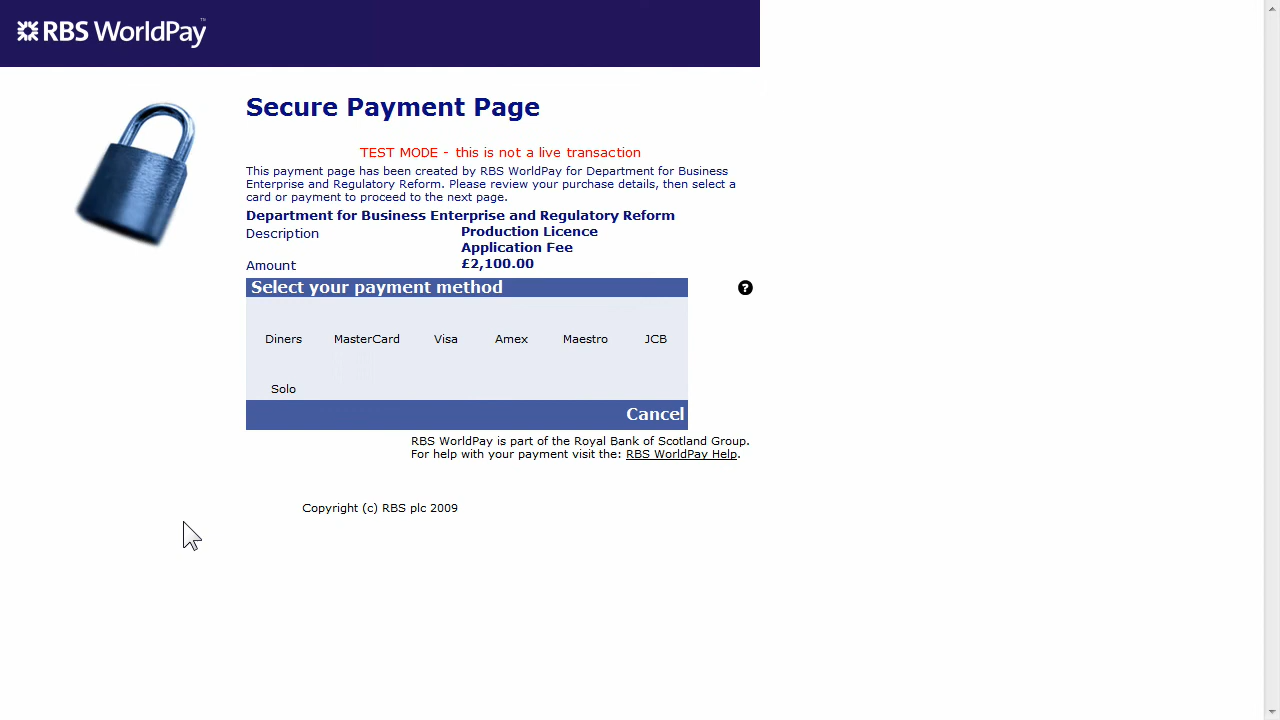 RBS WorldPay™
Secure Payment Page
TEST MODE - this is not a live transaction
This payment page has been created by RBS WorldPay for Department for Business
Enterprise and Regulatory Reform. Please review your purchase details, then select a
card or payment to proceed to the next page.
Department for Business Enterprise and Regulatory Reform
Description Production Licence
Application Fee
Amount £2,100.00
Select your payment method ?
Diners MasterCard Visa Amex Maestro JCB
Solo
Cancel
RBS WorldPay is part of the Royal Bank of Scotland Group.
For help with your payment visit the: RBS WorldPay Help.
Copyright (c) RBS plc 2009